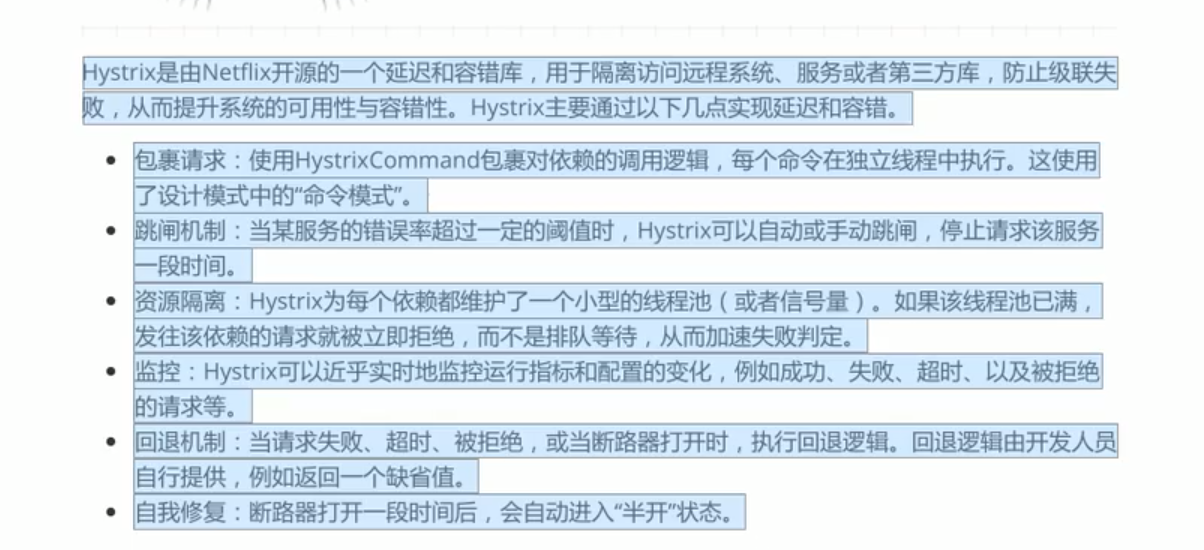 Hystrix是由Netflix开源的一个延迟和容错库，用于隔离访问远程系统、服务或者第三方库，防止级联失
败，从而提升系统的可用性与容错性。Hystrix主要通过以下几点实现延迟和容错。
包裹请求：使用HystrixCommand包裹对依赖的调用逻辑，每个命令在独立线程中执行。这使用
了设计模式中的“命令模式”。
跳闸机制：当某服务的错误率超过一定的阈值时，Hystrix可以自动或手动跳闸，停止请求该服务
一段时间。
资源隔离：Hystrix为每个依赖都维护了一个小型的线程池（或者信号量）。如果该线程池已满，
发往该依赖的请求就被立即拒绝，而不是排队等待，从而加速失败判定。
监控：Hystrix可以近乎实时地监控运行指标和配置的变化，例如成功、失败、超时、以及被拒绝
的请求等。
回退机制：当请求失败、超时、被拒绝，或当断路器打开时，执行回退逻辑。回退逻辑由开发人员
自行提供，例如返回一个缺省值。
自我修复：断路器打开一段时间后，会自动进入“半开”状态。